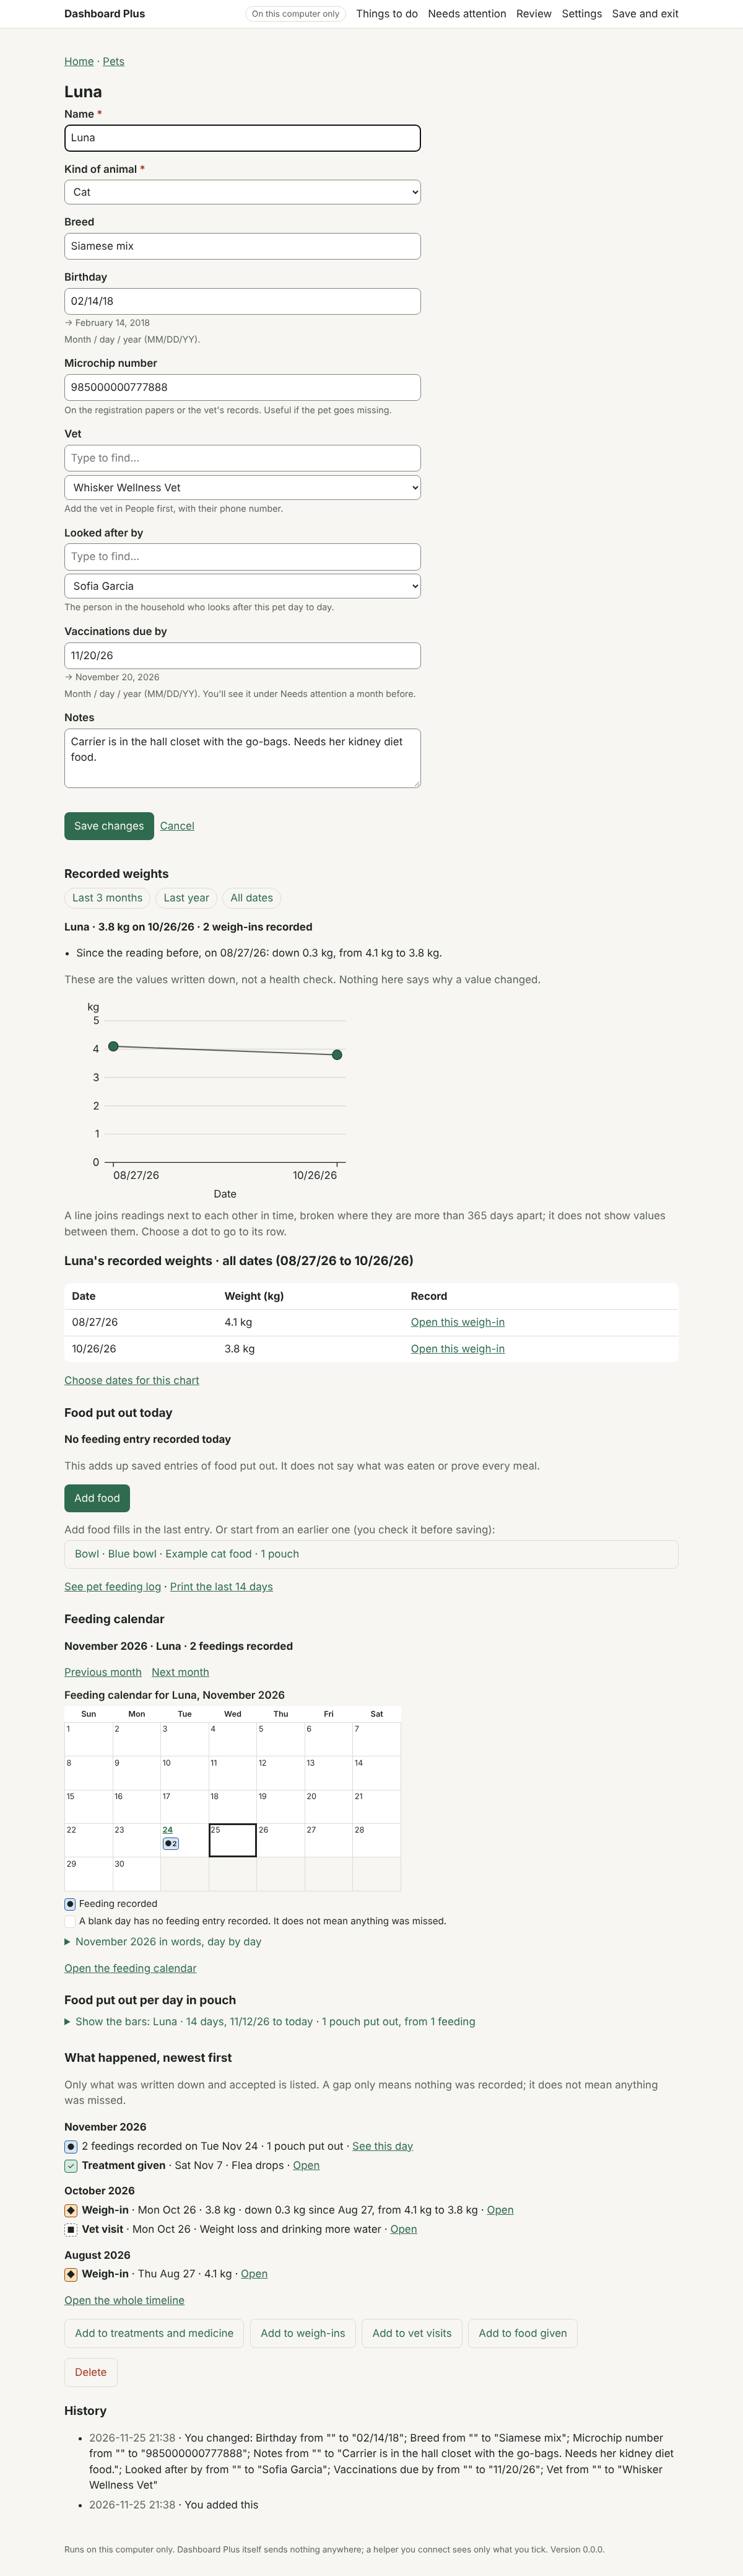 Dashboard Plus
On this computer only
Things to do
Needs attention
Review
Settings
Save and exit
Home · Pets
Luna
Name *
Luna
Kind of animal *
Cat
Breed
Siamese mix
Birthday
02/14/18
→ February 14, 2018
Month / day / year (MM/DD/YY).
Microchip number
985000000777888
On the registration papers or the vet's records. Useful if the pet goes missing.
Vet
Type to find...
Whisker Wellness Vet
Add the vet in People first, with their phone number.
Looked after by
Type to find...
Sofia Garcia
The person in the household who looks after this pet day to day.
Vaccinations due by
11/20/26
→ November 20, 2026
Month / day / year (MM/DD/YY). You'll see it under Needs attention a month before.
Notes
Carrier is in the hall closet with the go-bags. Needs her kidney diet
food.
Save changes
Cancel
Recorded weights
Last 3 months
Last year
All dates
Luna · 3.8 kg on 10/26/26 · 2 weigh-ins recorded
• Since the reading before, on 08/27/26: down 0.3 kg, from 4.1 kg to 3.8 kg.
These are the values written down, not a health check. Nothing here says why a value changed.
kg
5
4
3
2
1
0
08/27/26
10/26/26
Date
A line joins readings next to each other in time, broken where they are more than 365 days apart; it does not show values
between them. Choose a dot to go to its row.
Luna's recorded weights · all dates (08/27/26 to 10/26/26)
Date Weight (kg) Record
08/27/26 4.1 kg Open this weigh-in
10/26/26 3.8 kg Open this weigh-in
Choose dates for this chart
Food put out today
No feeding entry recorded today
This adds up saved entries of food put out. It does not say what was eaten or prove every meal.
Add food
Add food fills in the last entry. Or start from an earlier one (you check it before saving):
Bowl · Blue bowl · Example cat food · 1 pouch
See pet feeding log · Print the last 14 days
Feeding calendar
November 2026 · Luna · 2 feedings recorded
Previous month Next month
Feeding calendar for Luna, November 2026
Sun Mon Tue Wed Thu Fri Sat
1 2 3 4 5 6 7
8 9 10 11 12 13 14
15 16 17 18 19 20 21
22 23 24 25 26 27 28
2
29 30
Feeding recorded
A blank day has no feeding entry recorded. It does not mean anything was missed.
November 2026 in words, day by day
Open the feeding calendar
Food put out per day in pouch
Show the bars: Luna · 14 days, 11/12/26 to today · 1 pouch put out, from 1 feeding
What happened, newest first
Only what was written down and accepted is listed. A gap only means nothing was recorded; it does not mean anything
was missed.
November 2026
2 feedings recorded on Tue Nov 24 · 1 pouch put out · See this day
✓ Treatment given · Sat Nov 7 · Flea drops · Open
October 2026
Weigh-in · Mon Oct 26 · 3.8 kg · down 0.3 kg since Aug 27, from 4.1 kg to 3.8 kg · Open
Vet visit · Mon Oct 26 · Weight loss and drinking more water · Open
August 2026
Weigh-in · Thu Aug 27 · 4.1 kg · Open
Open the whole timeline
Add to treatments and medicine
Add to weigh-ins
Add to vet visits
Add to food given
Delete
History
• 2026-11-25 21:38 · You changed: Birthday from "" to "02/14/18"; Breed from "" to "Siamese mix"; Microchip number
from "" to "985000000777888"; Notes from "" to "Carrier is in the hall closet with the go-bags. Needs her kidney diet
food."; Looked after by from "" to "Sofia Garcia"; Vaccinations due by from "" to "11/20/26"; Vet from "" to "Whisker
Wellness Vet"
• 2026-11-25 21:38 · You added this
Runs on this computer only. Dashboard Plus itself sends nothing anywhere; a helper you connect sees only what you tick. Version 0.0.0.